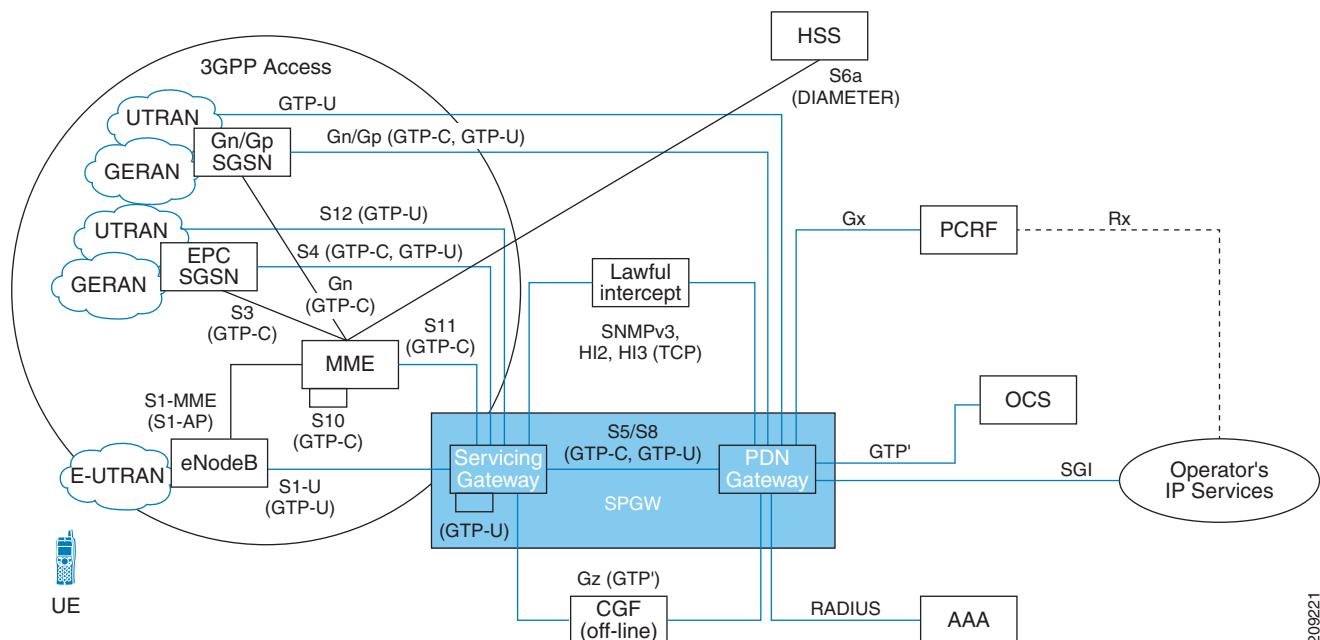 HSS
3GPP Access
S6a
(DIAMETER)
GTP-U
UTRAN
Gn/Gp
SGSN
Gn/Gp (GTP-C, GTP-U)
GERAN
S12 (GTP-U)
UTRAN
EPC
SGSN
S4 (GTP-C, GTP-U)
GERAN
Gn
(GTP-C)
S3
(GTP-C)
Gx
PCRF
Rx
Lawful
intercept
SNMPv3,
HI2, HI3 (TCP)
S11
(GTP-C)
MME
S10
(GTP-C)
S1-MME
(S1-AP)
OCS
E-UTRAN
eNodeB
S1-U
(GTP-U)
Servicing
Gateway
(GTP-U)
S5/S8
(GTP-C, GTP-U)
SPGW
PDN
Gateway
GTP'
SGI
Operator's
IP Services
UE
Gz (GTP')
CGF
(off-line)
RADIUS
AAA
209221